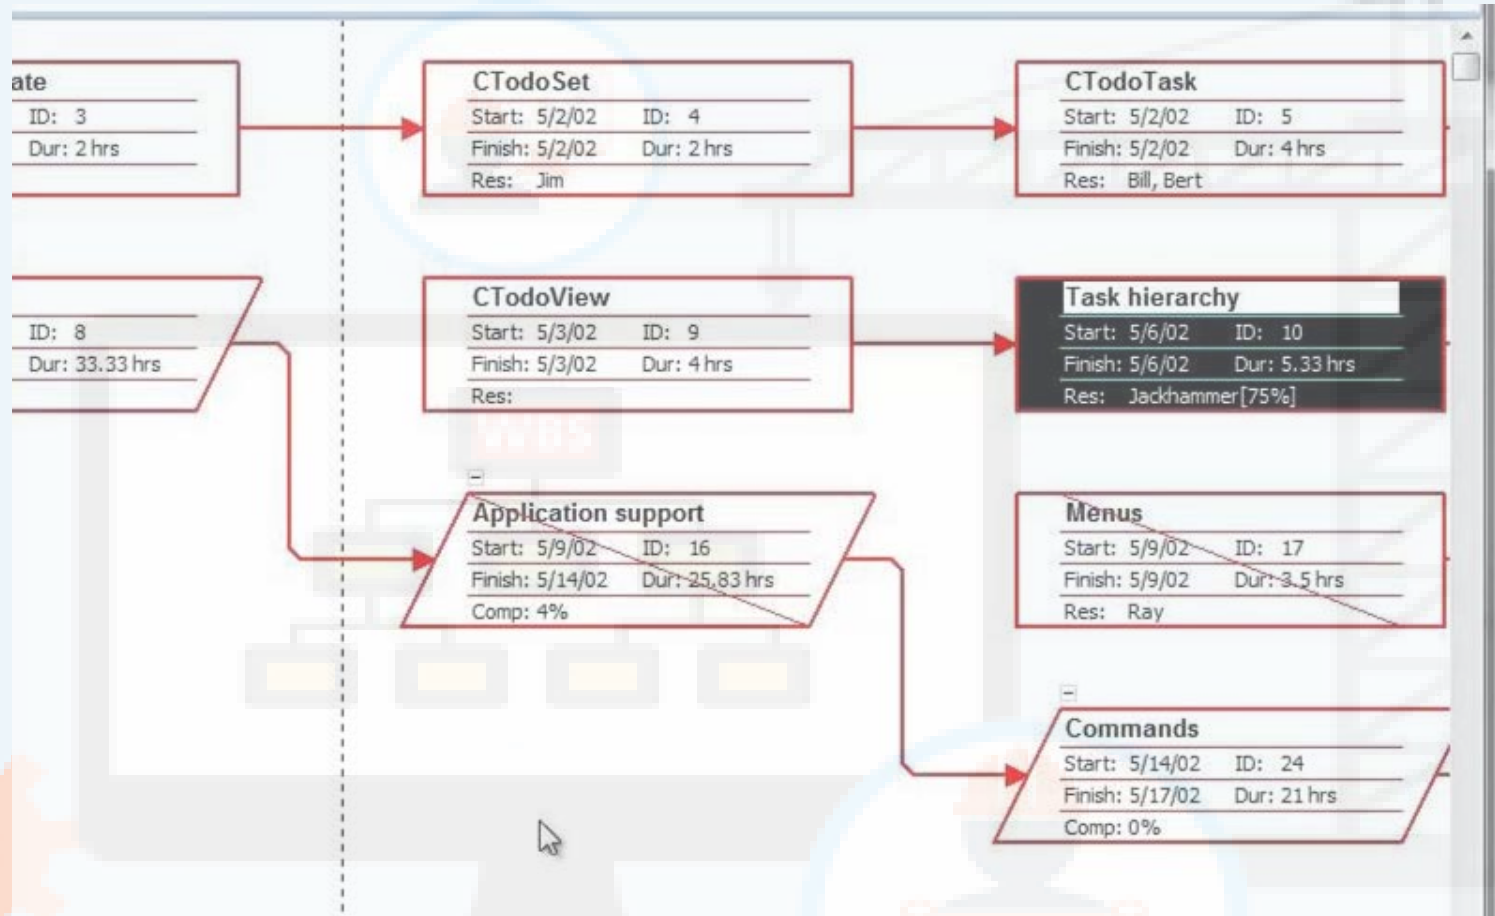 ate
ID: 3
Dur: 2 hrs
CTodoSet
Start: 5/2/02 ID: 4
Finish: 5/2/02 Dur: 2 hrs
Res: Jim
CTodoTask
Start: 5/2/02 ID: 5
Finish: 5/2/02 Dur: 4 hrs
Res: Bill, Bert
ID: 8
Dur: 33.33 hrs
CTodoView
Start: 5/3/02 ID: 9
Finish: 5/3/02 Dur: 4 hrs
Res:
Task hierarchy
Start: 5/6/02 ID: 10
Finish: 5/6/02 Dur: 5.33 hrs
Res: Jackhammer[75%]
WBS
Application support
Start: 5/9/02 ID: 16
Finish: 5/14/02 Dur: 25.83 hrs
Comp: 4%
Menus
Start: 5/9/02 ID: 17
Finish: 5/9/02 Dur: 3.5 hrs
Res: Ray
Commands
Start: 5/14/02 ID: 24
Finish: 5/17/02 Dur: 21 hrs
Comp: 0%